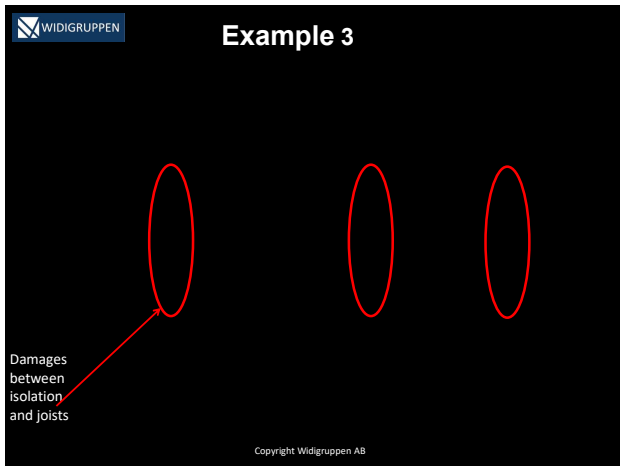 WIDIGRUPPEN
Example 3
Damages
between
isolation
and joists
Copyright Widigruppen AB